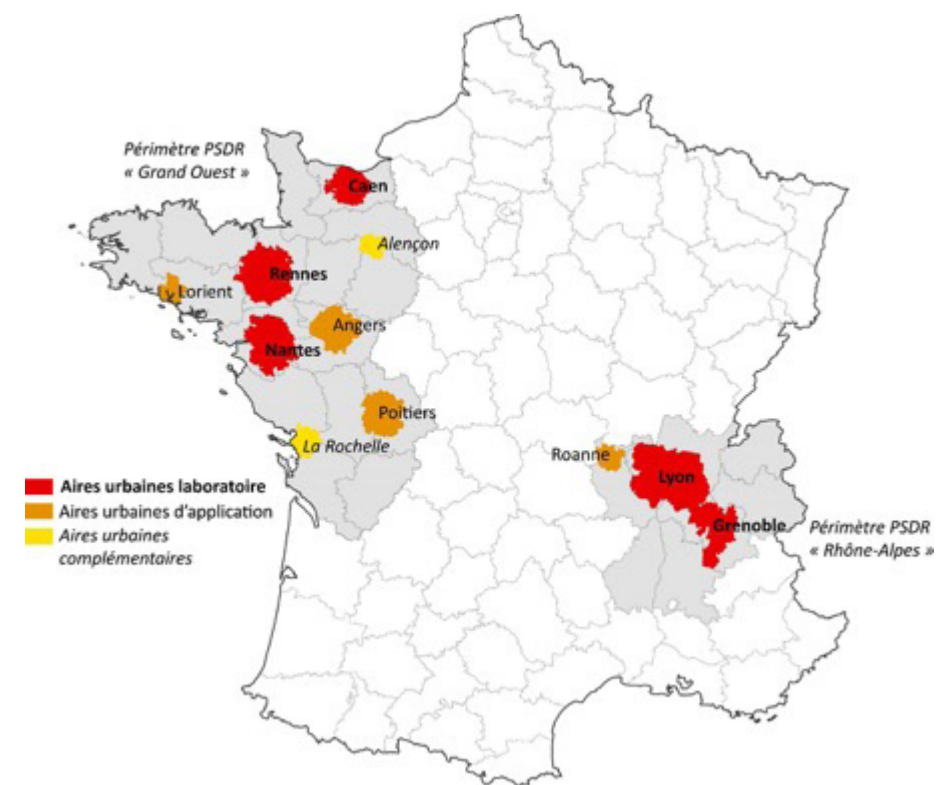 Périmètre PSDR
« Grand Ouest »
Caen
Alençon
Rennes
Lorient
Angers
Nantes
Poitiers
La Rochelle
Roanne
Lyon
Grenoble
Périmètre PSDR
« Rhône-Alpes »
Aires urbaines laboratoire
Aires urbaines d'application
Aires urbaines
complémentaires